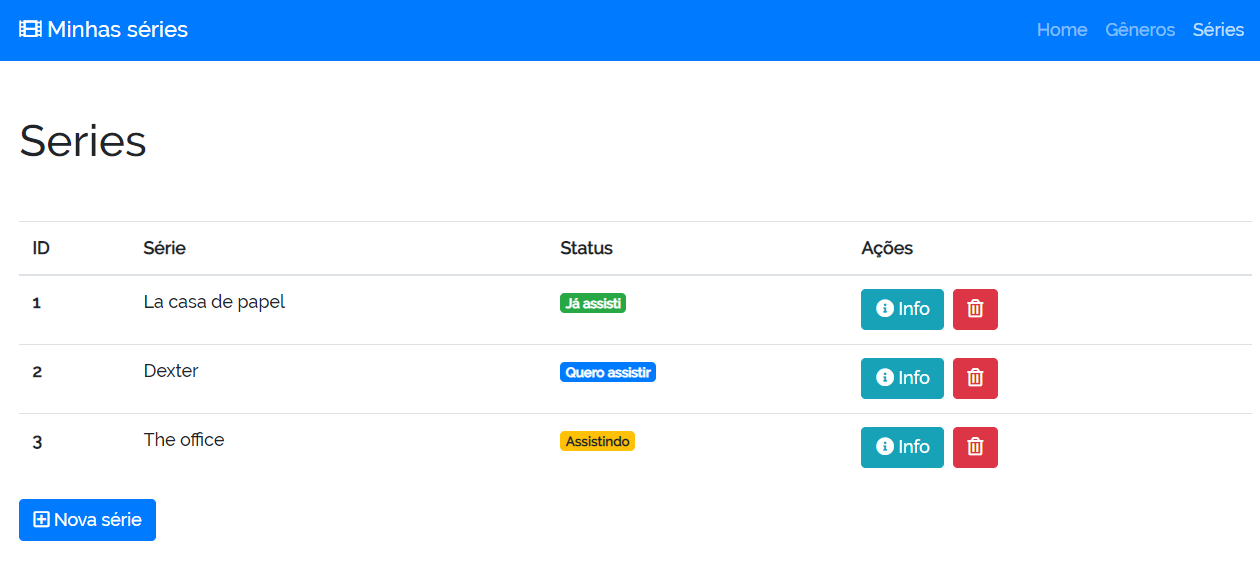 Minhas séries Home Gêneros Séries
Series
ID Série Status Ações
1 La casa de papel Já assisti Info
2 Dexter Quero assistir Info
3 The office Assistindo Info
Nova série